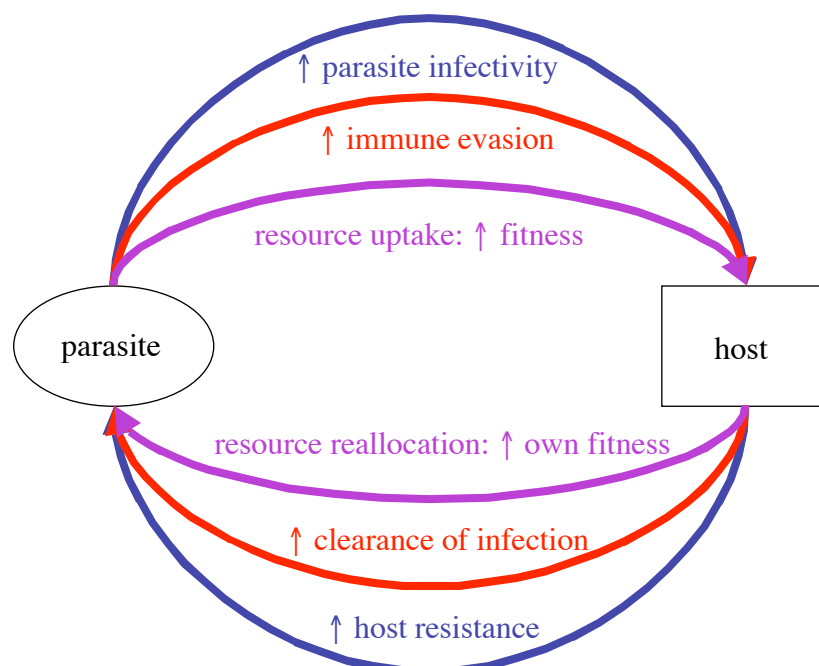 ↑ parasite infectivity
↑ immune evasion
resource uptake: ↑ fitness
parasite
host
resource reallocation: ↑ own fitness
↑ clearance of infection
↑ host resistance